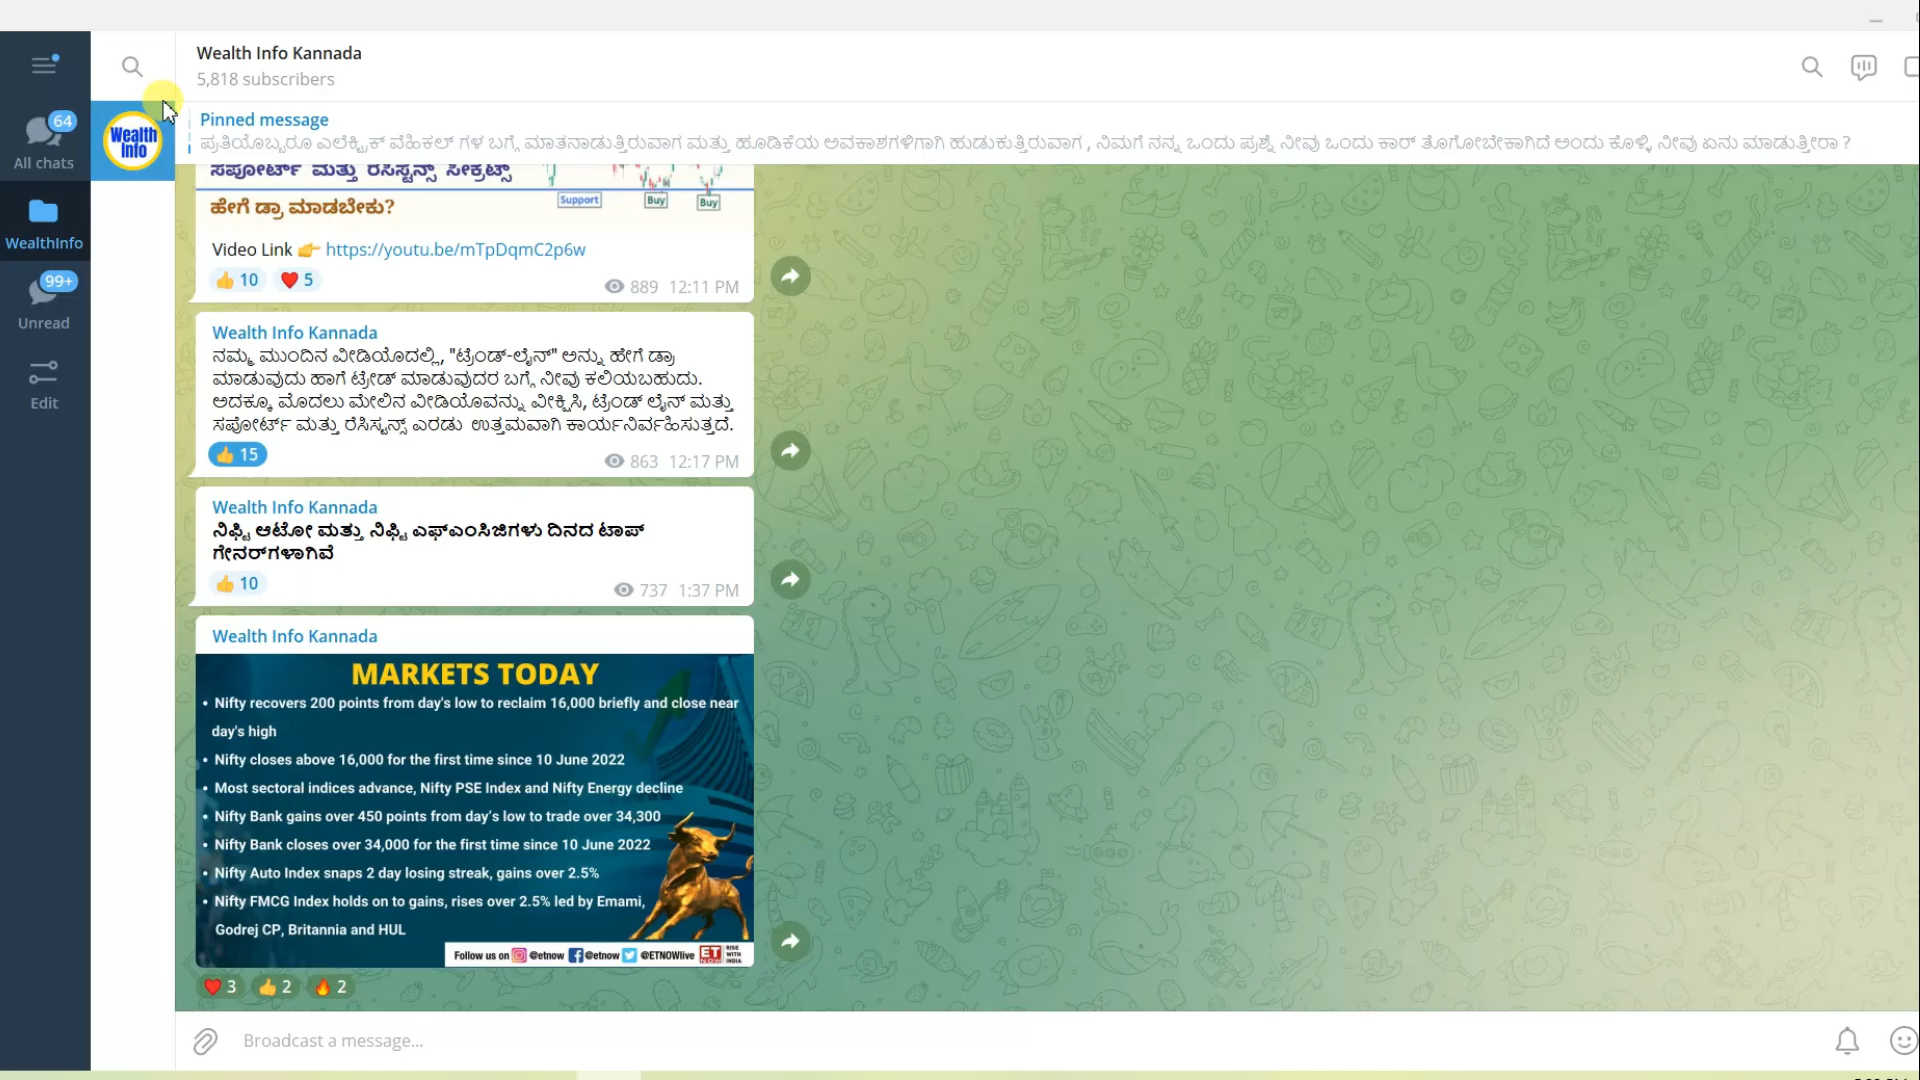 Wealth Info Kannada
5,818 subscribers
64
All chats
WealthInfo
99+
Unread
Edit
Wealth
Info
Pinned message
ಪ್ರತಿಯೊಬ್ಬರೂ ಎಲೆಕ್ಟ್ರಿಕ್ ವೆಹಿಕಲ್ ಗಳ ಬಗ್ಗೆ ಮಾತನಾಡುತ್ತಿರುವಾಗ ಮತ್ತು ಹೂಡಿಕೆಯ ಅವಕಾಶಗಳಿಗಾಗಿ ಹುಡುಕುತ್ತಿರುವಾಗ , ನಿಮಗೆ ನನ್ನ ಒಂದು ಪ್ರಶ್ನೆ ನೀವು ಒಂದು ಕಾರ್ ತೊಗೋಬೇಕಾಗಿದೆ ಅಂದು ಕೊಳ್ಳಿ ನೀವು ಏನು ಮಾಡುತ್ತೀರಾ ?
ಸಪೋರ್ಟ್ ಮತ್ತು ರೆಸಿಸ್ಟನ್ಸ್ ಸೀಕ್ರೆಟ್ಸ್
ಹೇಗೆ ಡ್ರಾ ಮಾಡಬೇಕು?
Support
Buy
Buy
Video Link 👉 https://youtu.be/mTpDqmC2p6w
👍 10 ❤️ 5 889 12:11 PM
Wealth Info Kannada
ನಮ್ಮ ಮುಂದಿನ ವೀಡಿಯೊದಲ್ಲಿ, "ಟ್ರೆಂಡ್-ಲೈನ್" ಅನ್ನು ಹೇಗೆ ಡ್ರಾ
ಮಾಡುವುದು ಹಾಗೆ ಟ್ರೇಡ್ ಮಾಡುವುದರ ಬಗ್ಗೆ ನೀವು ಕಲಿಯಬಹುದು.
ಅದಕ್ಕೂ ಮೊದಲು ಮೇಲಿನ ವೀಡಿಯೊವನ್ನು ವೀಕ್ಷಿಸಿ, ಟ್ರೆಂಡ್ ಲೈನ್ ಮತ್ತು
ಸಪೋರ್ಟ್ ಮತ್ತು ರೆಸಿಸ್ಟನ್ಸ್ ಎರಡು ಉತ್ತಮವಾಗಿ ಕಾರ್ಯನಿರ್ವಹಿಸುತ್ತದೆ.
👍 15 863 12:17 PM
Wealth Info Kannada
ನಿಫ್ಟಿ ಆಟೋ ಮತ್ತು ನಿಫ್ಟಿ ಎಫ್ಎಂಸಿಜಿಗಳು ದಿನದ ಟಾಪ್
ಗೇನರ್‌ಗಳಾಗಿವೆ
👍 10 737 1:37 PM
Wealth Info Kannada
MARKETS TODAY
• Nifty recovers 200 points from day's low to reclaim 16,000 briefly and close near
day's high
• Nifty closes above 16,000 for the first time since 10 June 2022
• Most sectoral indices advance, Nifty PSE Index and Nifty Energy decline
• Nifty Bank gains over 450 points from day's low to trade over 34,300
• Nifty Bank closes over 34,000 for the first time since 10 June 2022
• Nifty Auto Index snaps 2 day losing streak, gains over 2.5%
• Nifty FMCG Index holds on to gains, rises over 2.5% led by Emami,
Godrej CP, Britannia and HUL
Follow us on @etnow @etnow @ETNOWlive ET NOW RISE WITH INDIA
❤️ 3 👍 2 🔥 2
Broadcast a message...